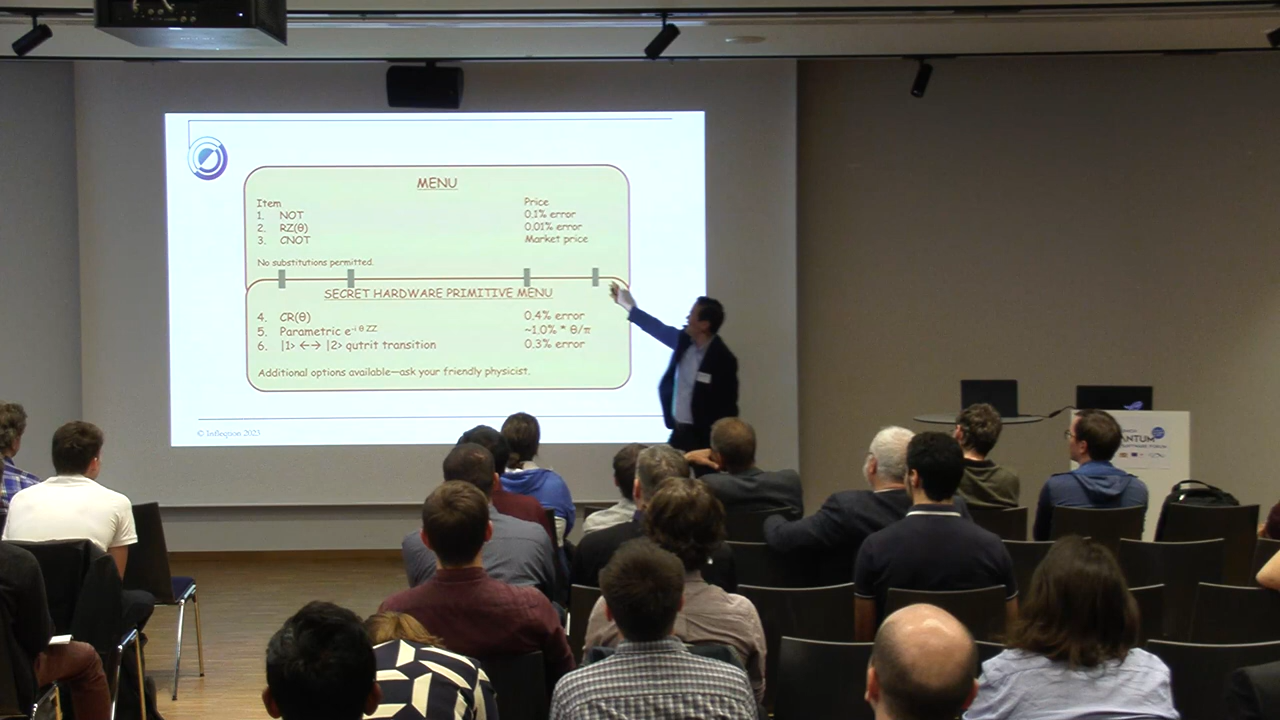 MENU
Item Price
1. NOT 0.1% error
2. RZ(θ) 0.01% error
3. CNOT Market price
No substitutions permitted.
SECRET HARDWARE PRIMITIVE MENU
4. CR(θ) 0.4% error
5. Parametric e^-i θ ZZ ~1.0% * θ/π
6. |1> ←→ |2> qutrit transition 0.3% error
Additional options available—ask your friendly physicist.
© Infleqtion 2023
ANTUM